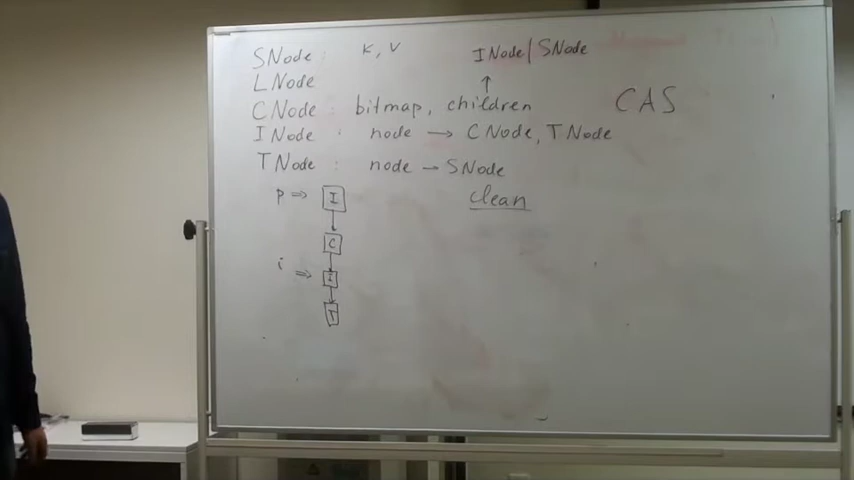 SNode : K, V INode/SNode
LNode ↑
CNode : bitmap, children CAS
INode : node → CNode, TNode
TNode : node → SNode
P ⇒ I clean
C
i ⇒ I
T